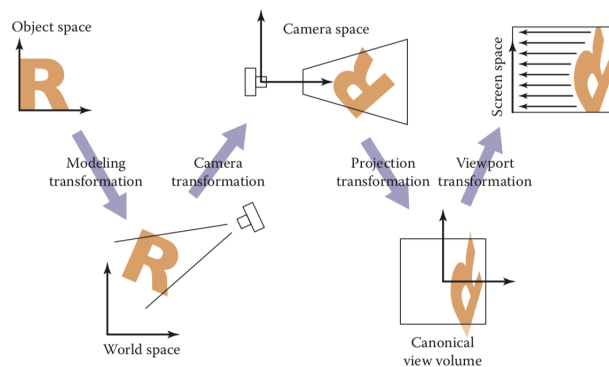 Object space
R
Modeling
transformation
R
World space
Camera
transformation
Camera space
R
Projection
transformation
R
Canonical
view volume
Viewport
transformation
Screen space
R